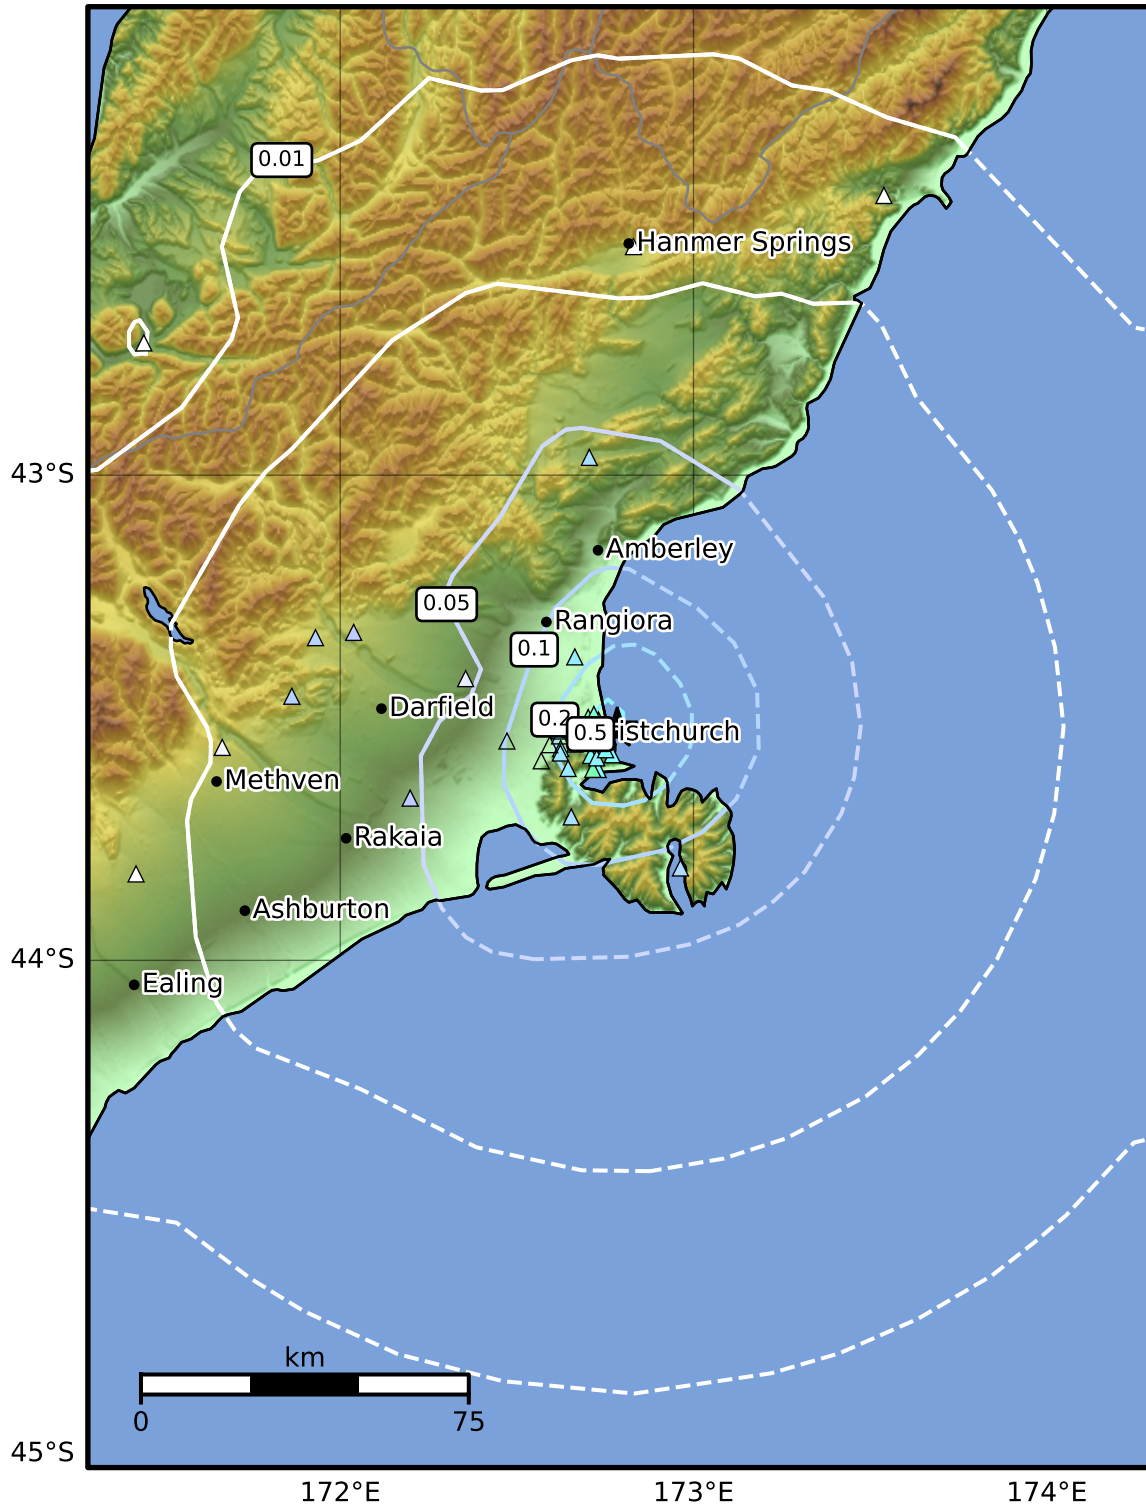 0.01
Hanmer Springs
43°S
Amberley
0.05
Rangiora
0.1
Darfield
0.2
0.5
istchurch
Methven
Rakaia
Ashburton
44°S
Ealing
km
0
75
45°S
172°E
173°E
174°E